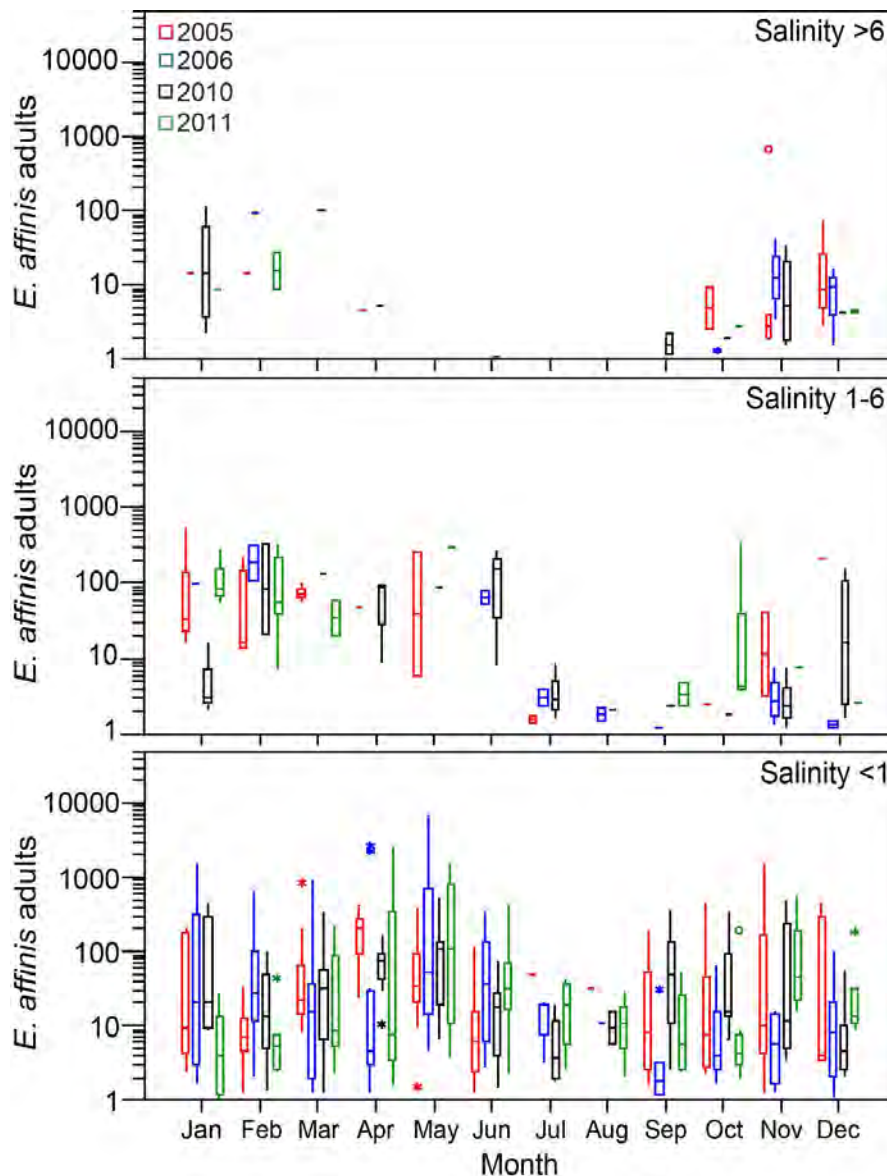 Salinity >6
2005
2006
2010
2011
10000
1000
100
10
1
E. affinis adults
Salinity 1-6
10000
1000
100
10
1
E. affinis adults
Salinity <1
10000
1000
100
10
1
E. affinis adults
Jan Feb Mar Apr May Jun Jul Aug Sep Oct Nov Dec
Month